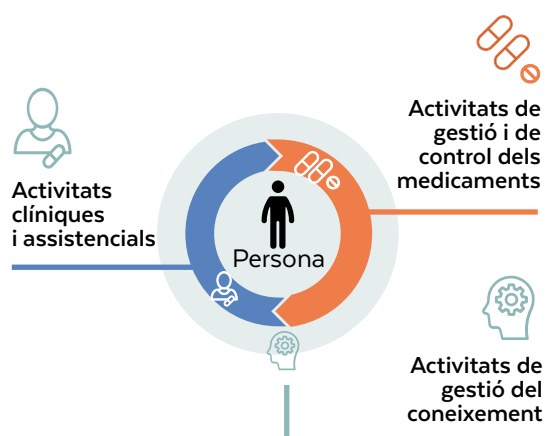 Activitats
clíniques
i assistencials
Persona
Activitats de
gestió i de
control dels
medicaments
Activitats de
gestió del
coneixement